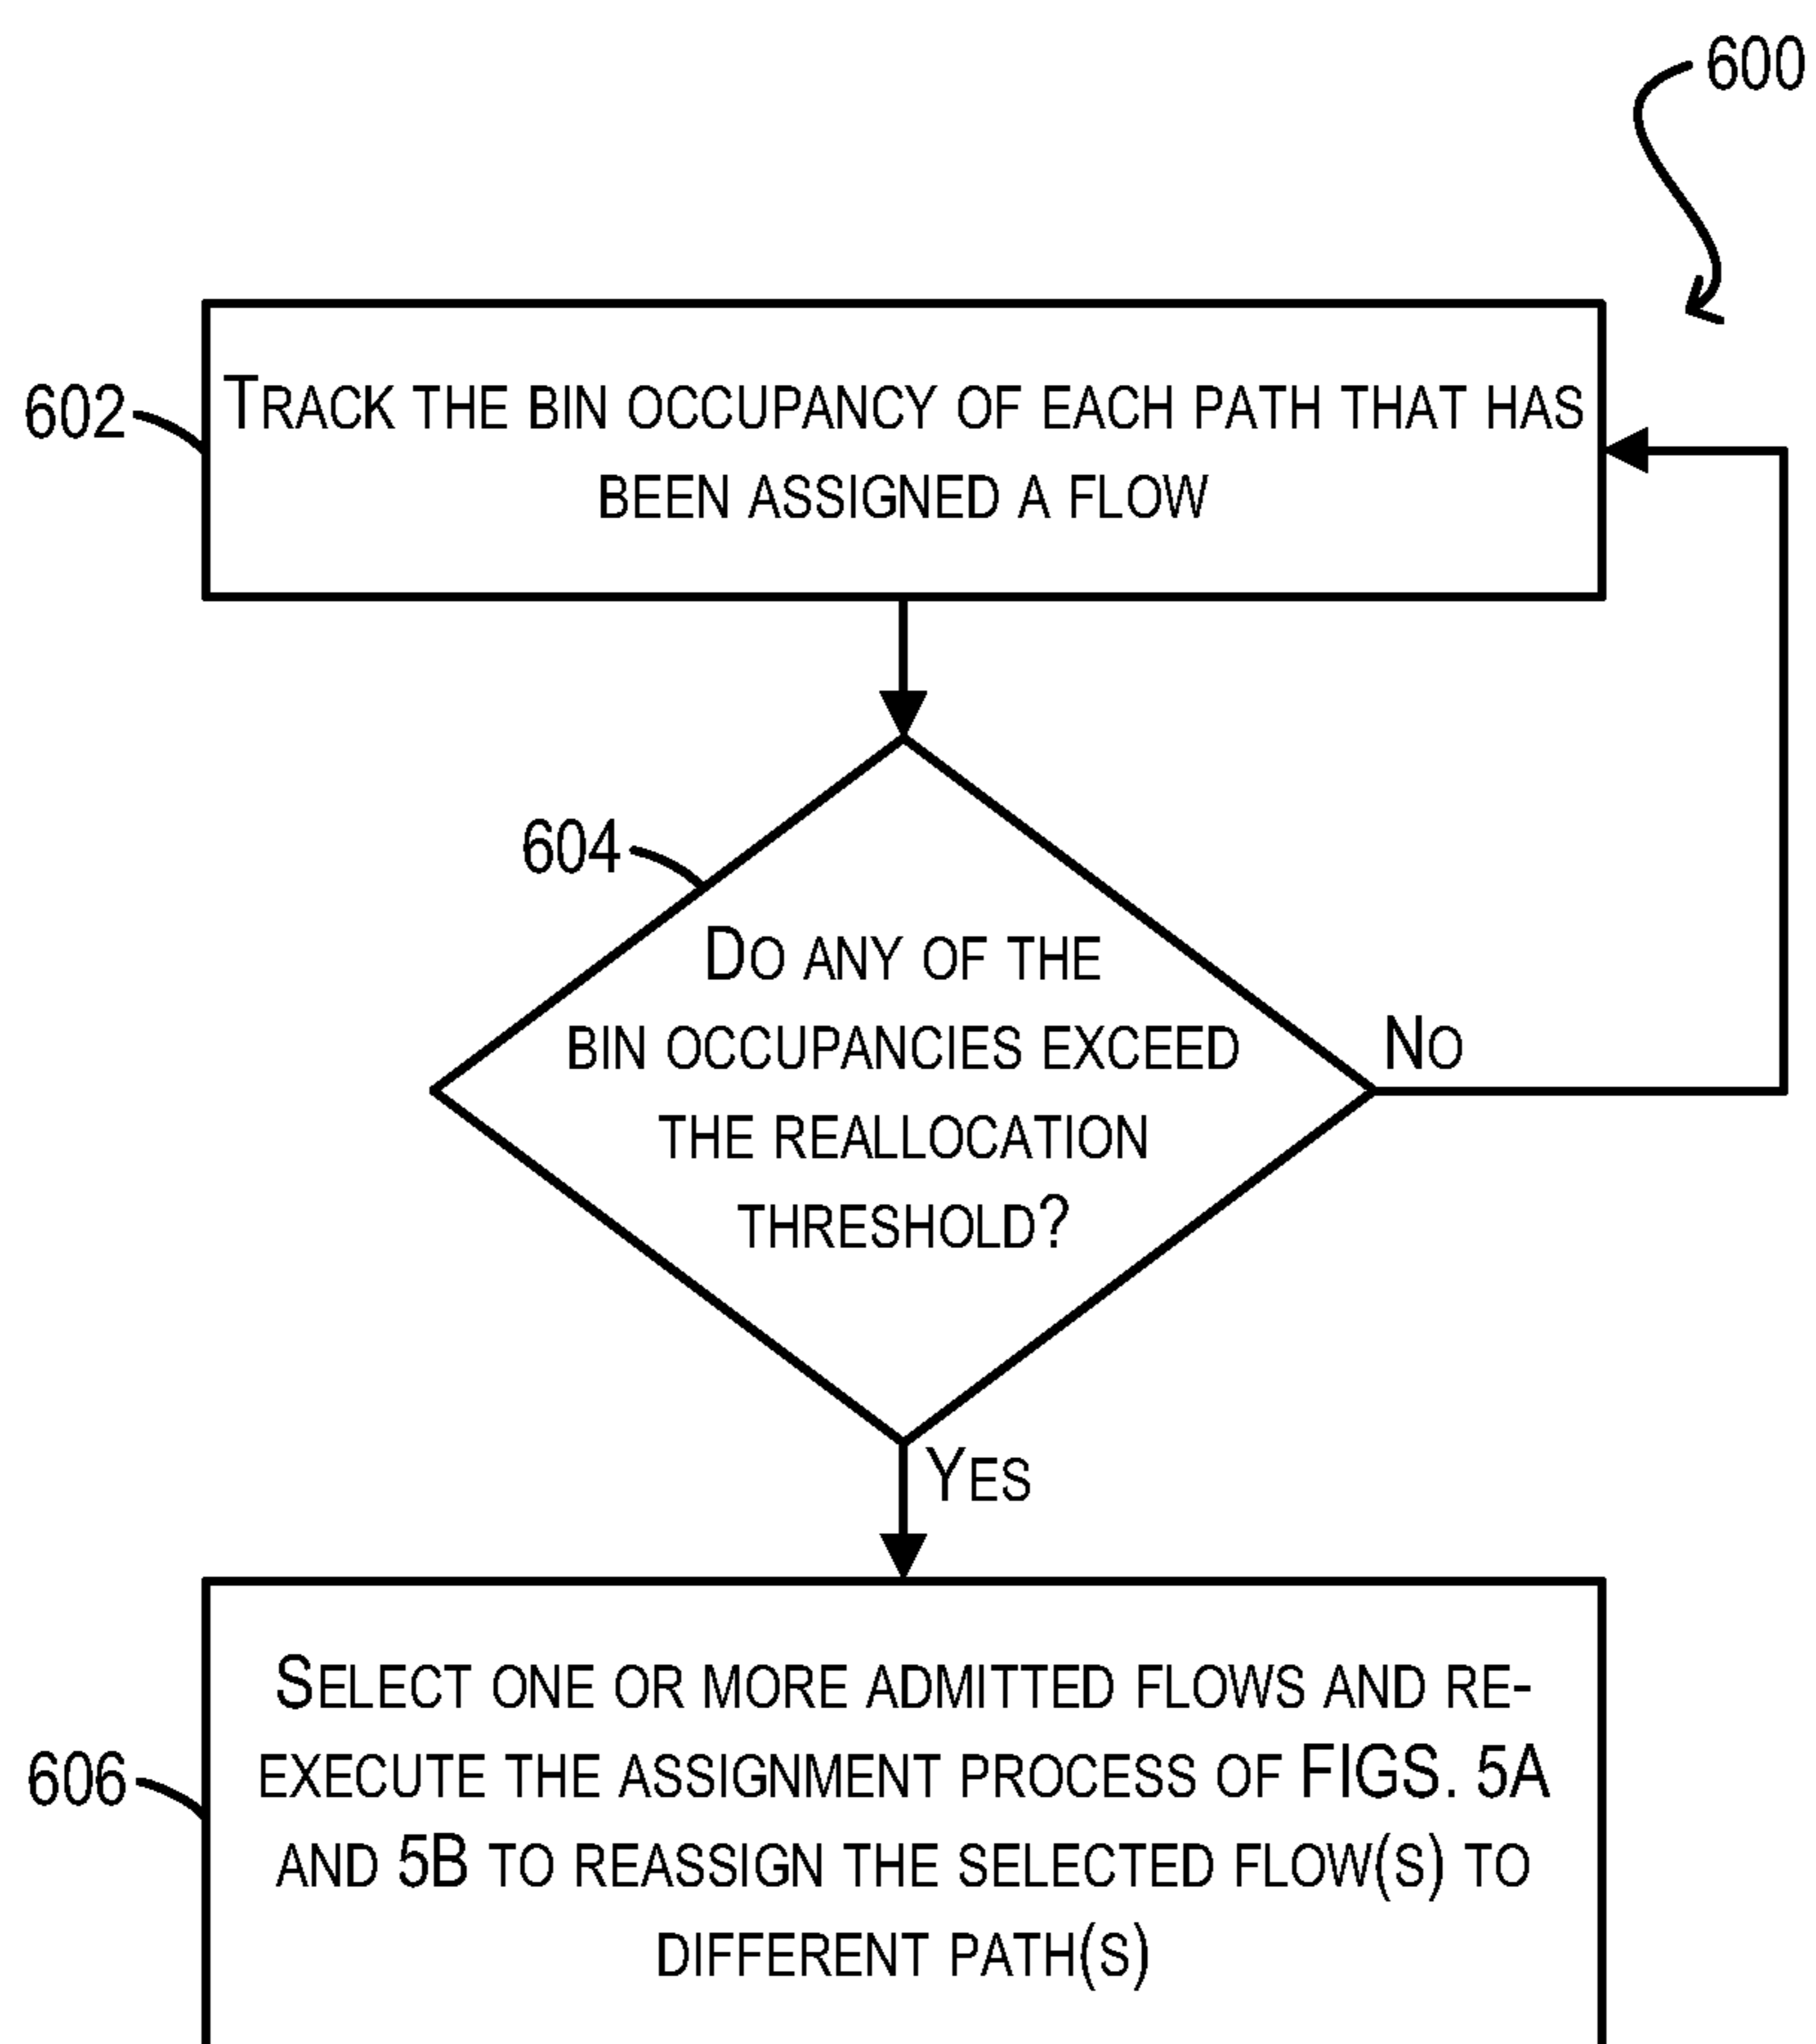 600
602
TRACK THE BIN OCCUPANCY OF EACH PATH THAT HAS
BEEN ASSIGNED A FLOW
604
DO ANY OF THE
BIN OCCUPANCIES EXCEED
THE REALLOCATION
THRESHOLD?
NO
YES
606
SELECT ONE OR MORE ADMITTED FLOWS AND RE-
EXECUTE THE ASSIGNMENT PROCESS OF FIGS. 5A
AND 5B TO REASSIGN THE SELECTED FLOW(S) TO
DIFFERENT PATH(S)